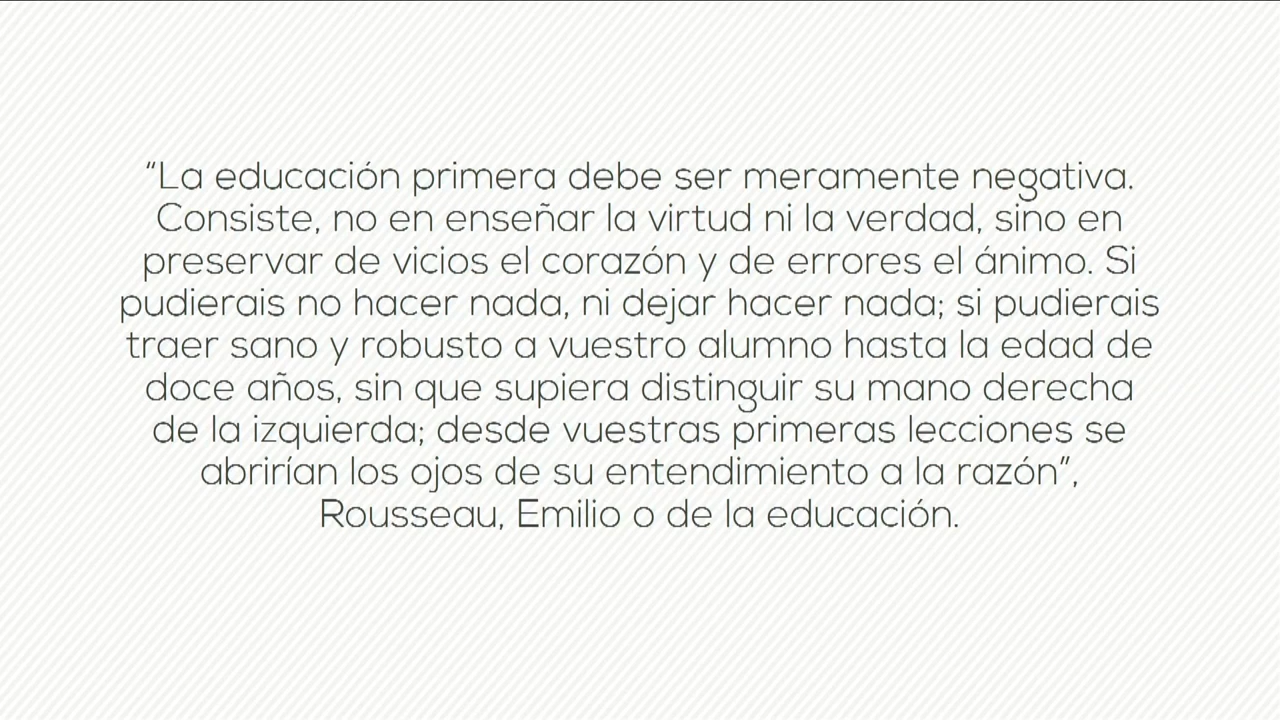 “La educación primera debe ser meramente negativa.
Consiste, no en enseñar la virtud ni la verdad, sino en
preservar de vicios el corazón y de errores el ánimo. Si
pudierais no hacer nada, ni dejar hacer nada; si pudierais
traer sano y robusto a vuestro alumno hasta la edad de
doce años, sin que supiera distinguir su mano derecha
de la izquierda; desde vuestras primeras lecciones se
abrirían los ojos de su entendimiento a la razón”,
Rousseau, Emilio o de la educación.